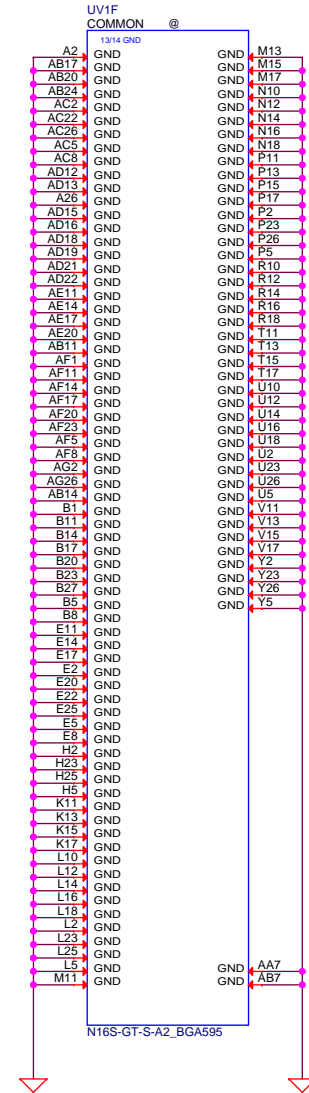 UV1F
COMMON @
13/14 GND
A2 GND GND M13
AB17 GND GND M15
AB20 GND GND M17
AB24 GND GND N10
AC2 GND GND N12
AC22 GND GND N14
AC26 GND GND N16
AC5 GND GND N18
AC8 GND GND P11
AD12 GND GND P13
AD13 GND GND P15
A26 GND GND P17
AD15 GND GND P2
AD16 GND GND P23
AD18 GND GND P26
AD19 GND GND P5
AD21 GND GND R10
AD22 GND GND R12
AE11 GND GND R14
AE14 GND GND R16
AE17 GND GND R18
AE20 GND GND T11
AB11 GND GND T13
AF1 GND GND T15
AF11 GND GND T17
AF14 GND GND U10
AF17 GND GND U12
AF20 GND GND U14
AF23 GND GND U16
AF5 GND GND U18
AF8 GND GND U2
AG2 GND GND U23
AG26 GND GND U26
AB14 GND GND U5
B1 GND GND V11
B11 GND GND V13
B14 GND GND V15
B17 GND GND V17
B20 GND GND Y2
B23 GND GND Y23
B27 GND GND Y26
B5 GND GND Y5
B8 GND
E11 GND
E14 GND
E17 GND
E2 GND
E20 GND
E22 GND
E25 GND
E5 GND
E8 GND
H2 GND
H23 GND
H25 GND
H5 GND
K11 GND
K13 GND
K15 GND
K17 GND
L10 GND
L12 GND
L14 GND
L16 GND
L18 GND
L2 GND
L23 GND
L25 GND
L5 GND GND AA7
M11 GND GND AB7
N16S-GT-S-A2_BGA595